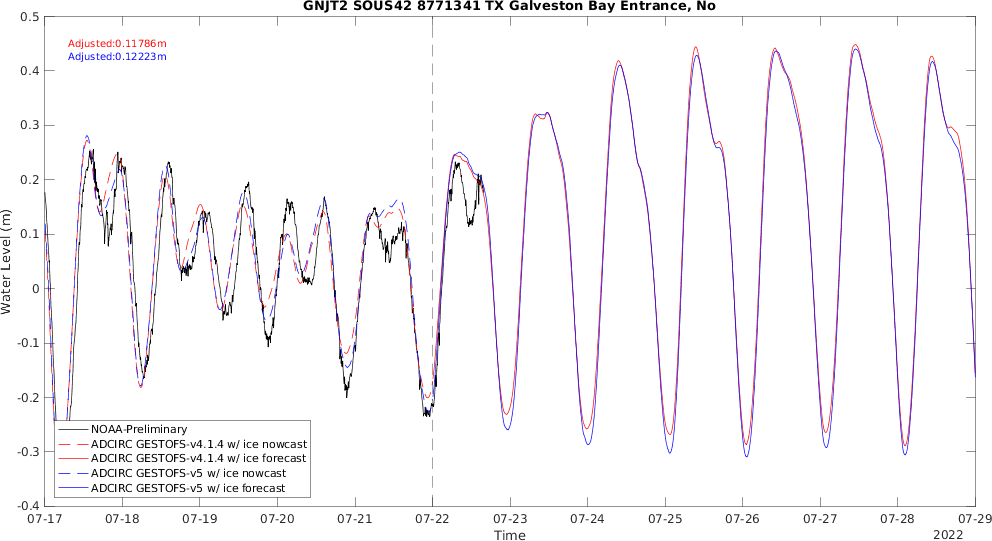 GNJT2 SOUS42 8771341 TX Galveston Bay Entrance, No
Adjusted:0.11786m
Adjusted:0.12223m
Water Level (m)
0.5
0.4
0.3
0.2
0.1
0
-0.1
-0.2
-0.3
-0.4
NOAA-Preliminary
ADCIRC GESTOFS-v4.1.4 w/ ice nowcast
ADCIRC GESTOFS-v4.1.4 w/ ice forecast
ADCIRC GESTOFS-v5 w/ ice nowcast
ADCIRC GESTOFS-v5 w/ ice forecast
07-17 07-18 07-19 07-20 07-21 07-22 07-23 07-24 07-25 07-26 07-27 07-28 07-29
Time
2022